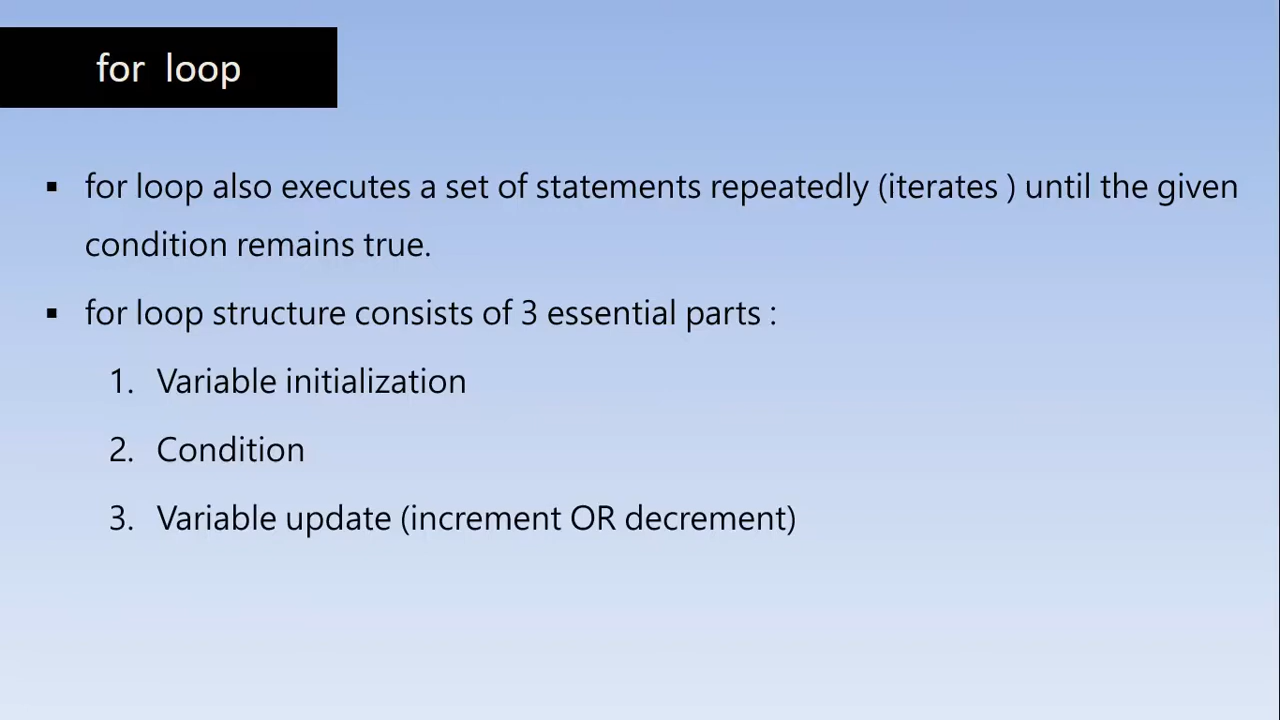 for loop
▪ for loop also executes a set of statements repeatedly (iterates ) until the given
condition remains true.
▪ for loop structure consists of 3 essential parts :
1. Variable initialization
2. Condition
3. Variable update (increment OR decrement)